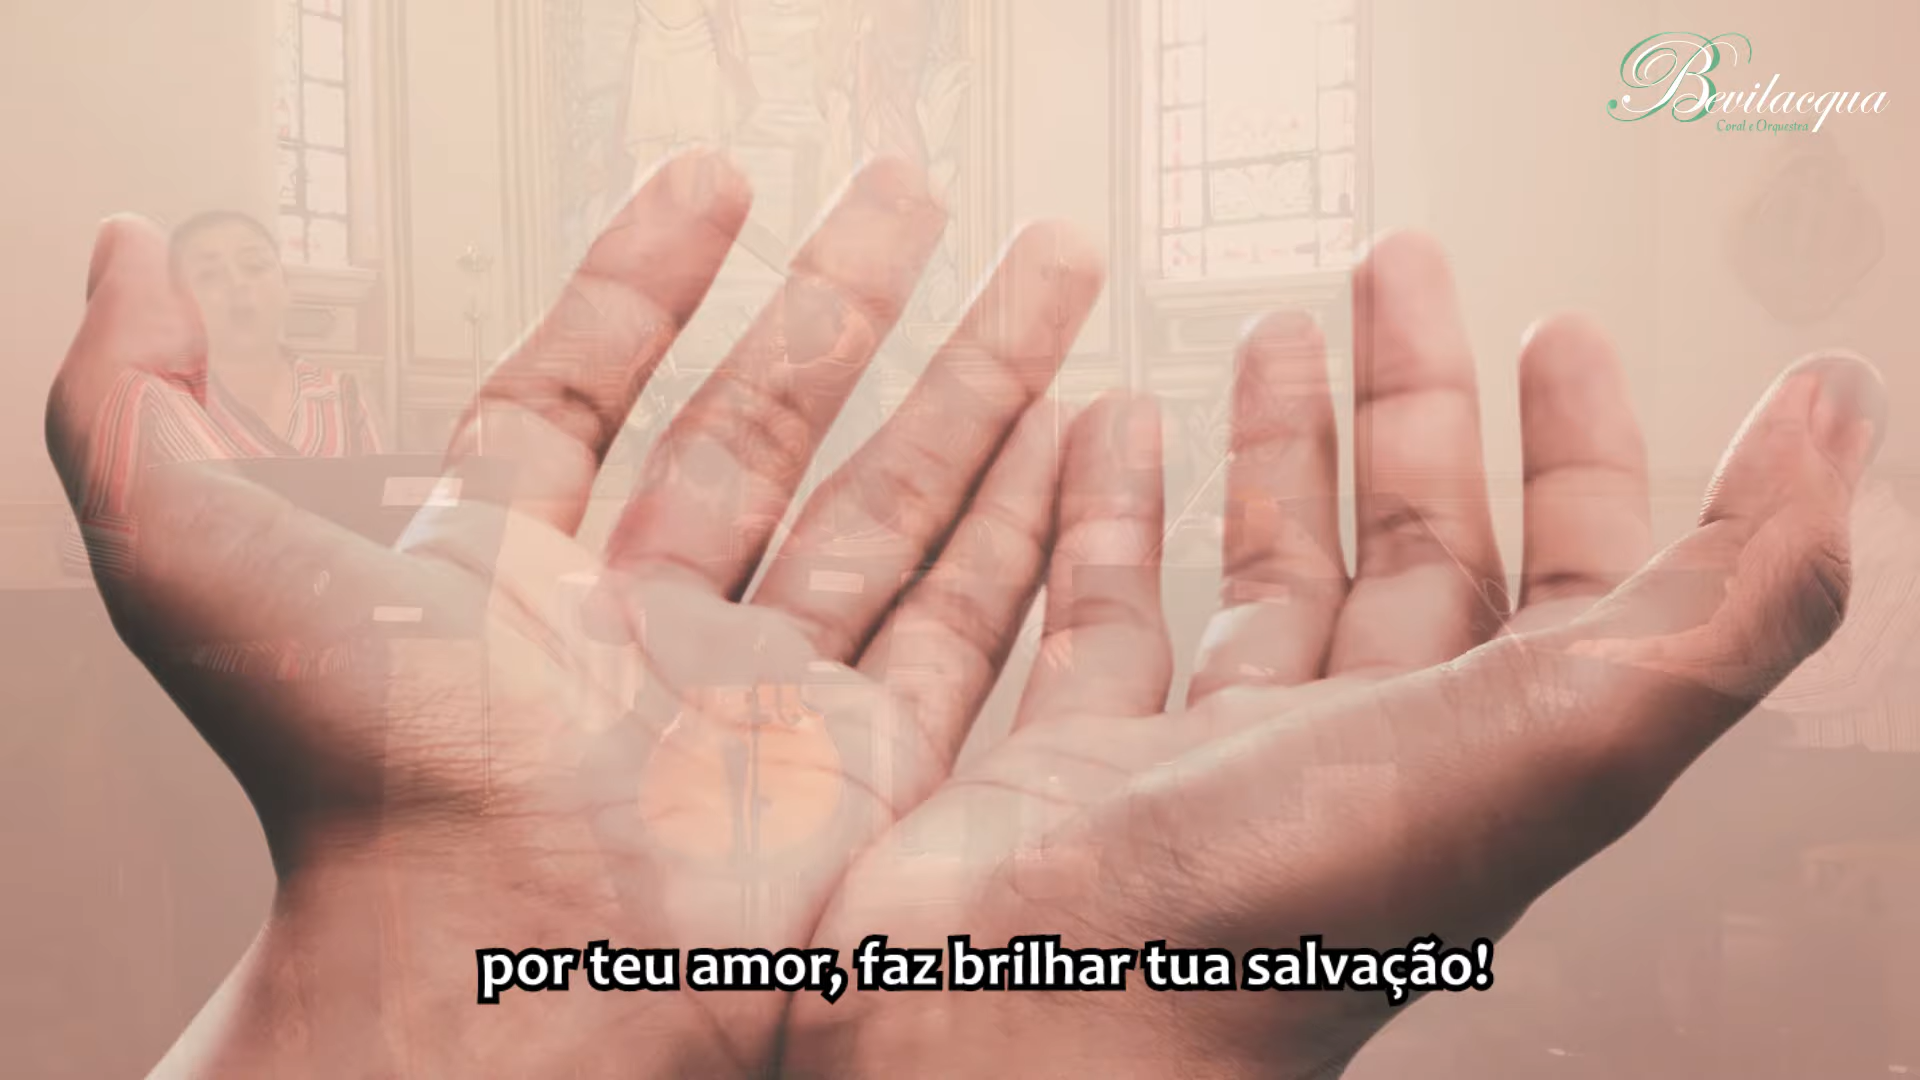 Bevilacqua
Coral e Orquestra
por teu amor, faz brilhar tua salvação!